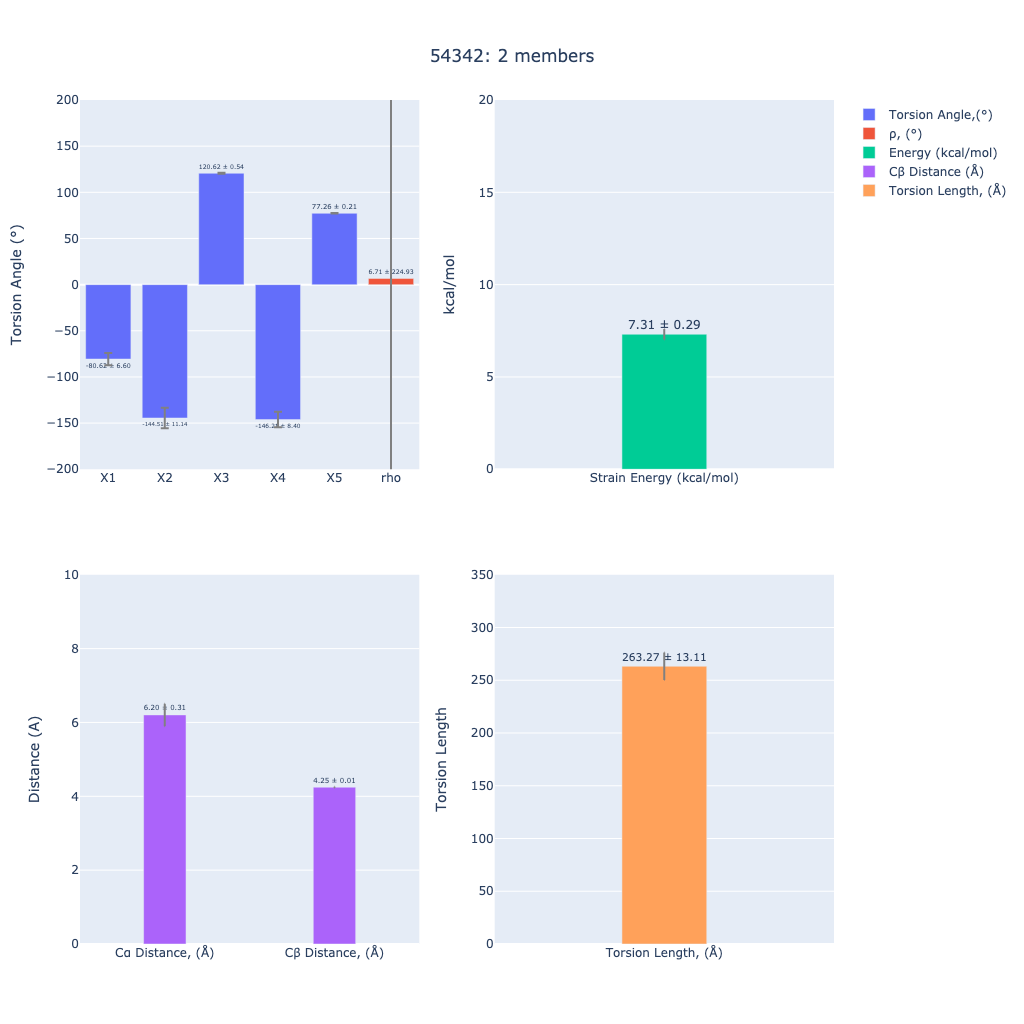 54342: 2 members
Torsion Angle (°)
200
150
100
50
0
−50
−100
−150
−200
120.62 ± 0.54
77.26 ± 0.21
6.71 ± 224.93
-80.62 ± 6.60
-144.51 ± 11.14
± 8.40
X1 X2 X3 X4 X5 rho
kcal/mol
20
15
10
5
0
7.31 ± 0.29
Strain Energy (kcal/mol)
Torsion Angle,(°)
ρ, (°)
Energy (kcal/mol)
Cβ Distance (Å)
Torsion Length, (Å)
Distance (A)
10
8
6
4
2
0
6.20 ± 0.31
4.25 ± 0.01
Cα Distance, (Å) Cβ Distance, (Å)
Torsion Length
350
300
250
200
150
100
50
0
263.27 ± 13.11
Torsion Length, (Å)